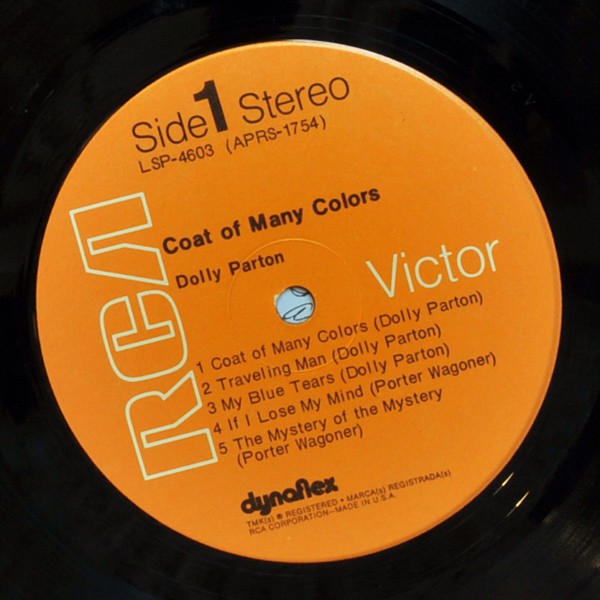 Side 1 Stereo
LSP-4603 (APRS-1754)
RCA
Coat of Many Colors
Dolly Parton
Victor
1 Coat of Many Colors (Dolly Parton)
2 Traveling Man (Dolly Parton)
3 My Blue Tears (Dolly Parton)
4 If I Lose My Mind (Porter Wagoner)
5 The Mystery of the Mystery
(Porter Wagoner)
dynaflex
TMK(s) ® REGISTERED • MARCA(s) REGISTRADA(s)
RCA CORPORATION—MADE IN U.S.A.